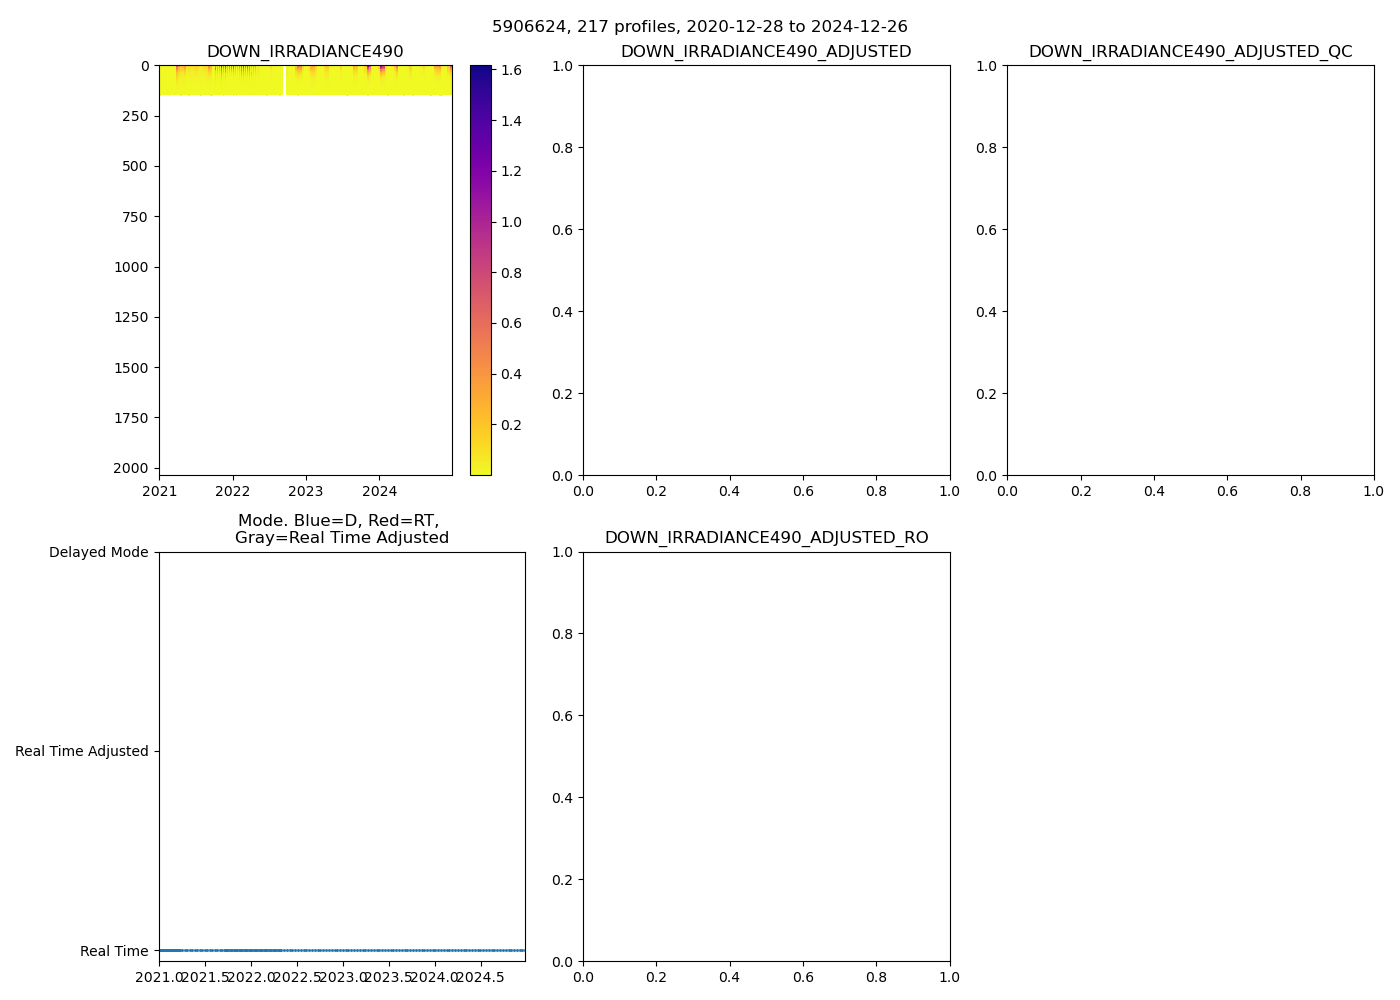 5906624, 217 profiles, 2020-12-28 to 2024-12-26
DOWN_IRRADIANCE490
0
250
500
750
1000
1250
1500
1750
2000
2021 2022 2023 2024
1.6
1.4
1.2
1.0
0.8
0.6
0.4
0.2
DOWN_IRRADIANCE490_ADJUSTED
1.0
0.8
0.6
0.4
0.2
0.0
0.0 0.2 0.4 0.6 0.8 1.0
DOWN_IRRADIANCE490_ADJUSTED_QC
1.0
0.8
0.6
0.4
0.2
0.0
0.0 0.2 0.4 0.6 0.8 1.0
Mode. Blue=D, Red=RT,
Gray=Real Time Adjusted
Delayed Mode
Real Time Adjusted
Real Time
2021.0 2021.5 2022.0 2022.5 2023.0 2023.5 2024.0 2024.5
DOWN_IRRADIANCE490_ADJUSTED_RO
1.0
0.8
0.6
0.4
0.2
0.0
0.0 0.2 0.4 0.6 0.8 1.0